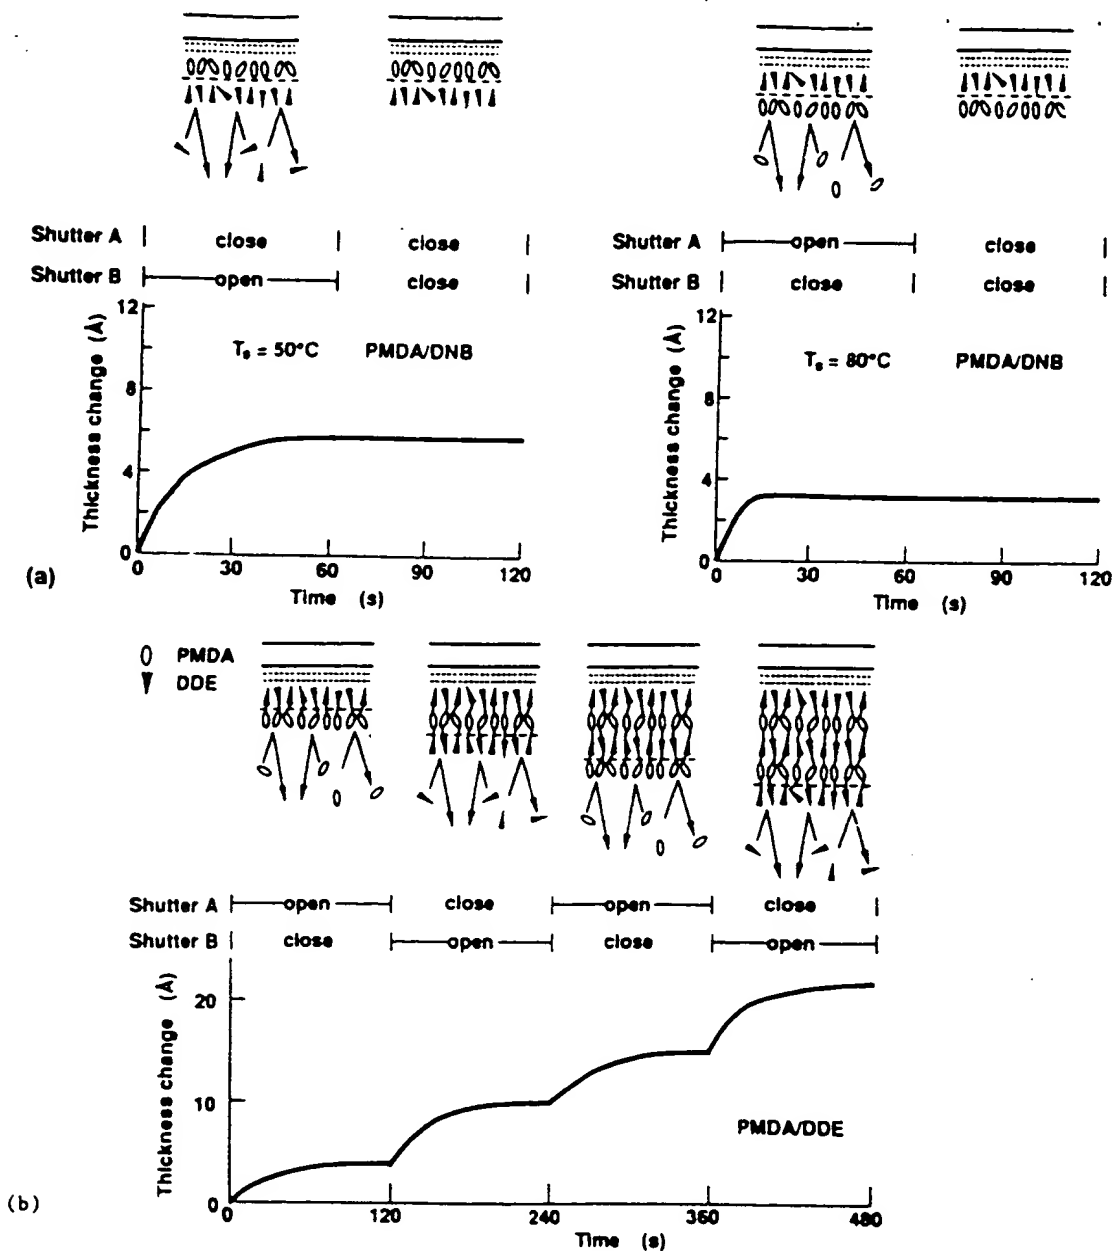 Shutter A close close
Shutter B open close
12
8
4
0
Thickness change (Å)
Tₛ = 50°C PMDA/DNB
0 30 60 90 120
Time (s)
Shutter A open close
Shutter B close close
12
8
4
0
Thickness change (Å)
Tₛ = 80°C PMDA/DNB
0 30 60 90 120
Time (s)
(a)
PMDA
DDE
Shutter A open close open close
Shutter B close open close open
20
10
0
Thickness change (Å)
PMDA/DDE
0 120 240 360 480
Time (s)
(b)